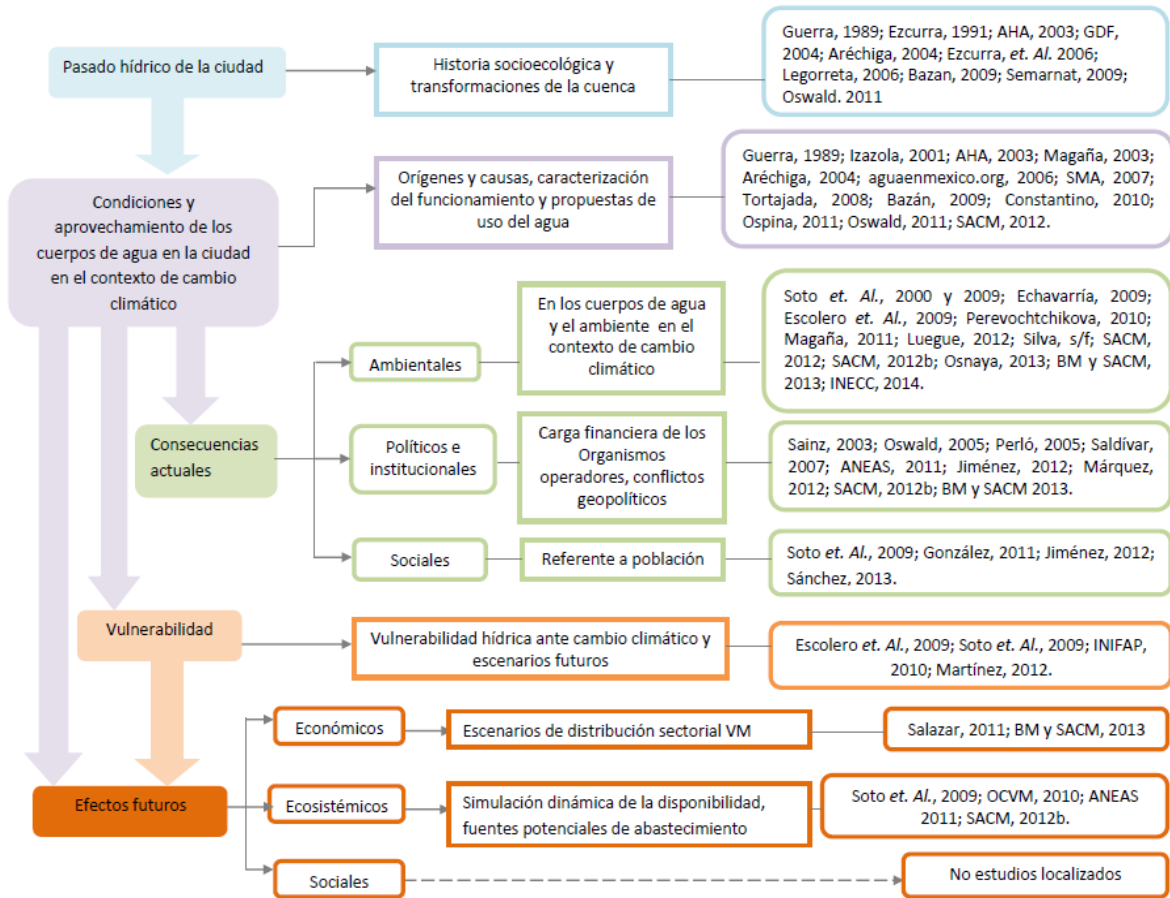 Pasado hídrico de la ciudad
Historia socioecológica y
transformaciones de la cuenca
Guerra, 1989; Ezcurra, 1991; AHA, 2003; GDF,
2004; Aréchiga, 2004; Ezcurra, et. Al. 2006;
Legorreta, 2006; Bazan, 2009; Semarnat, 2009;
Oswald. 2011
Condiciones y
aprovechamiento de los
cuerpos de agua en la ciudad
en el contexto de cambio
climático
Orígenes y causas, caracterización
del funcionamiento y propuestas de
uso del agua
Guerra, 1989; Izazola, 2001; AHA, 2003; Magaña, 2003;
Aréchiga, 2004; aguaenmexico.org, 2006; SMA, 2007;
Tortajada, 2008; Bazán, 2009; Constantino, 2010;
Ospina, 2011; Oswald, 2011; SACM, 2012.
Consecuencias
actuales
Ambientales
En los cuerpos de agua
y el ambiente en el
contexto de cambio
climático
Soto et. Al., 2000 y 2009; Echavarría, 2009;
Escolero et. Al., 2009; Perevochtchikova, 2010;
Magaña, 2011; Luegue, 2012; Silva, s/f; SACM,
2012; SACM, 2012b; Osnaya, 2013; BM y SACM,
2013; INECC, 2014.
Políticos e
institucionales
Carga financiera de los
Organismos
operadores, conflictos
geopolíticos
Sainz, 2003; Oswald, 2005; Perló, 2005; Saldívar,
2007; ANEAS, 2011; Jiménez, 2012; Márquez,
2012; SACM, 2012b; BM y SACM 2013.
Sociales
Referente a población
Soto et. Al., 2009; González, 2011; Jiménez, 2012;
Sánchez, 2013.
Vulnerabilidad
Vulnerabilidad hídrica ante cambio climático y
escenarios futuros
Escolero et. Al., 2009; Soto et. Al., 2009; INIFAP,
2010; Martínez, 2012.
Efectos futuros
Económicos
Escenarios de distribución sectorial VM
Salazar, 2011; BM y SACM, 2013
Ecosistémicos
Simulación dinámica de la disponibilidad,
fuentes potenciales de abastecimiento
Soto et. Al., 2009; OCVM, 2010; ANEAS
2011; SACM, 2012b.
Sociales
No estudios localizados